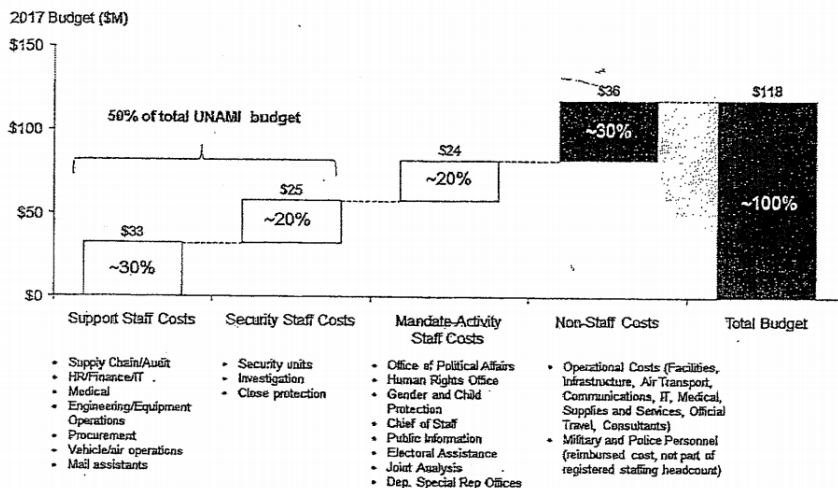 2017 Budget ($M)
$150
$100
$50
$0
50% of total UNAMI budget
$33
~30%
$25
~20%
$24
~20%
$36
~30%
$118
~100%
Support Staff Costs
Security Staff Costs
Mandate-Activity
Staff Costs
Non-Staff Costs
Total Budget
• Supply Chain/Audit
• HR/Finance/IT
• Medical
• Engineering/Equipment
Operations
• Procurement
• Vehicle/air operations
• Mail assistants
• Security units
• Investigation
• Close protection
• Office of Political Affairs
• Human Rights Office
• Gender and Child
Protection
• Chief of Staff
• Public Information
• Electoral Assistance
• Joint Analysis
• Dep. Special Rep Offices
• Operational Costs (Facilities,
Infrastructure, Air Transport,
Communications, IT, Medical,
Supplies and Services, Official
Travel, Consultants)
• Military and Police Personnel
(reimbursed cost, not part of
registered staffing headcount)